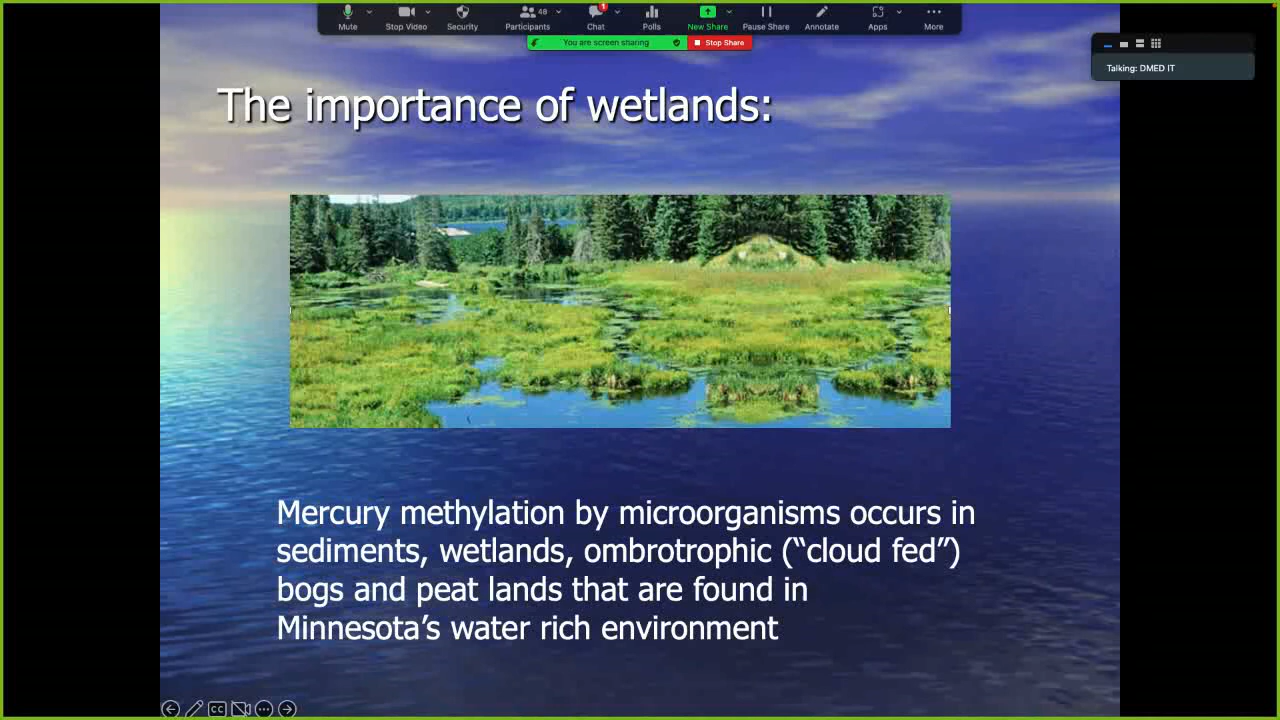 Mute
Stop Video
Security
48
Participants
1
Chat
Polls
New Share
Pause Share
Annotate
Apps
More
You are screen sharing
Stop Share
Talking: DMED IT
The importance of wetlands:
Mercury methylation by microorganisms occurs in
sediments, wetlands, ombrotrophic (“cloud fed”)
bogs and peat lands that are found in
Minnesota’s water rich environment
CC